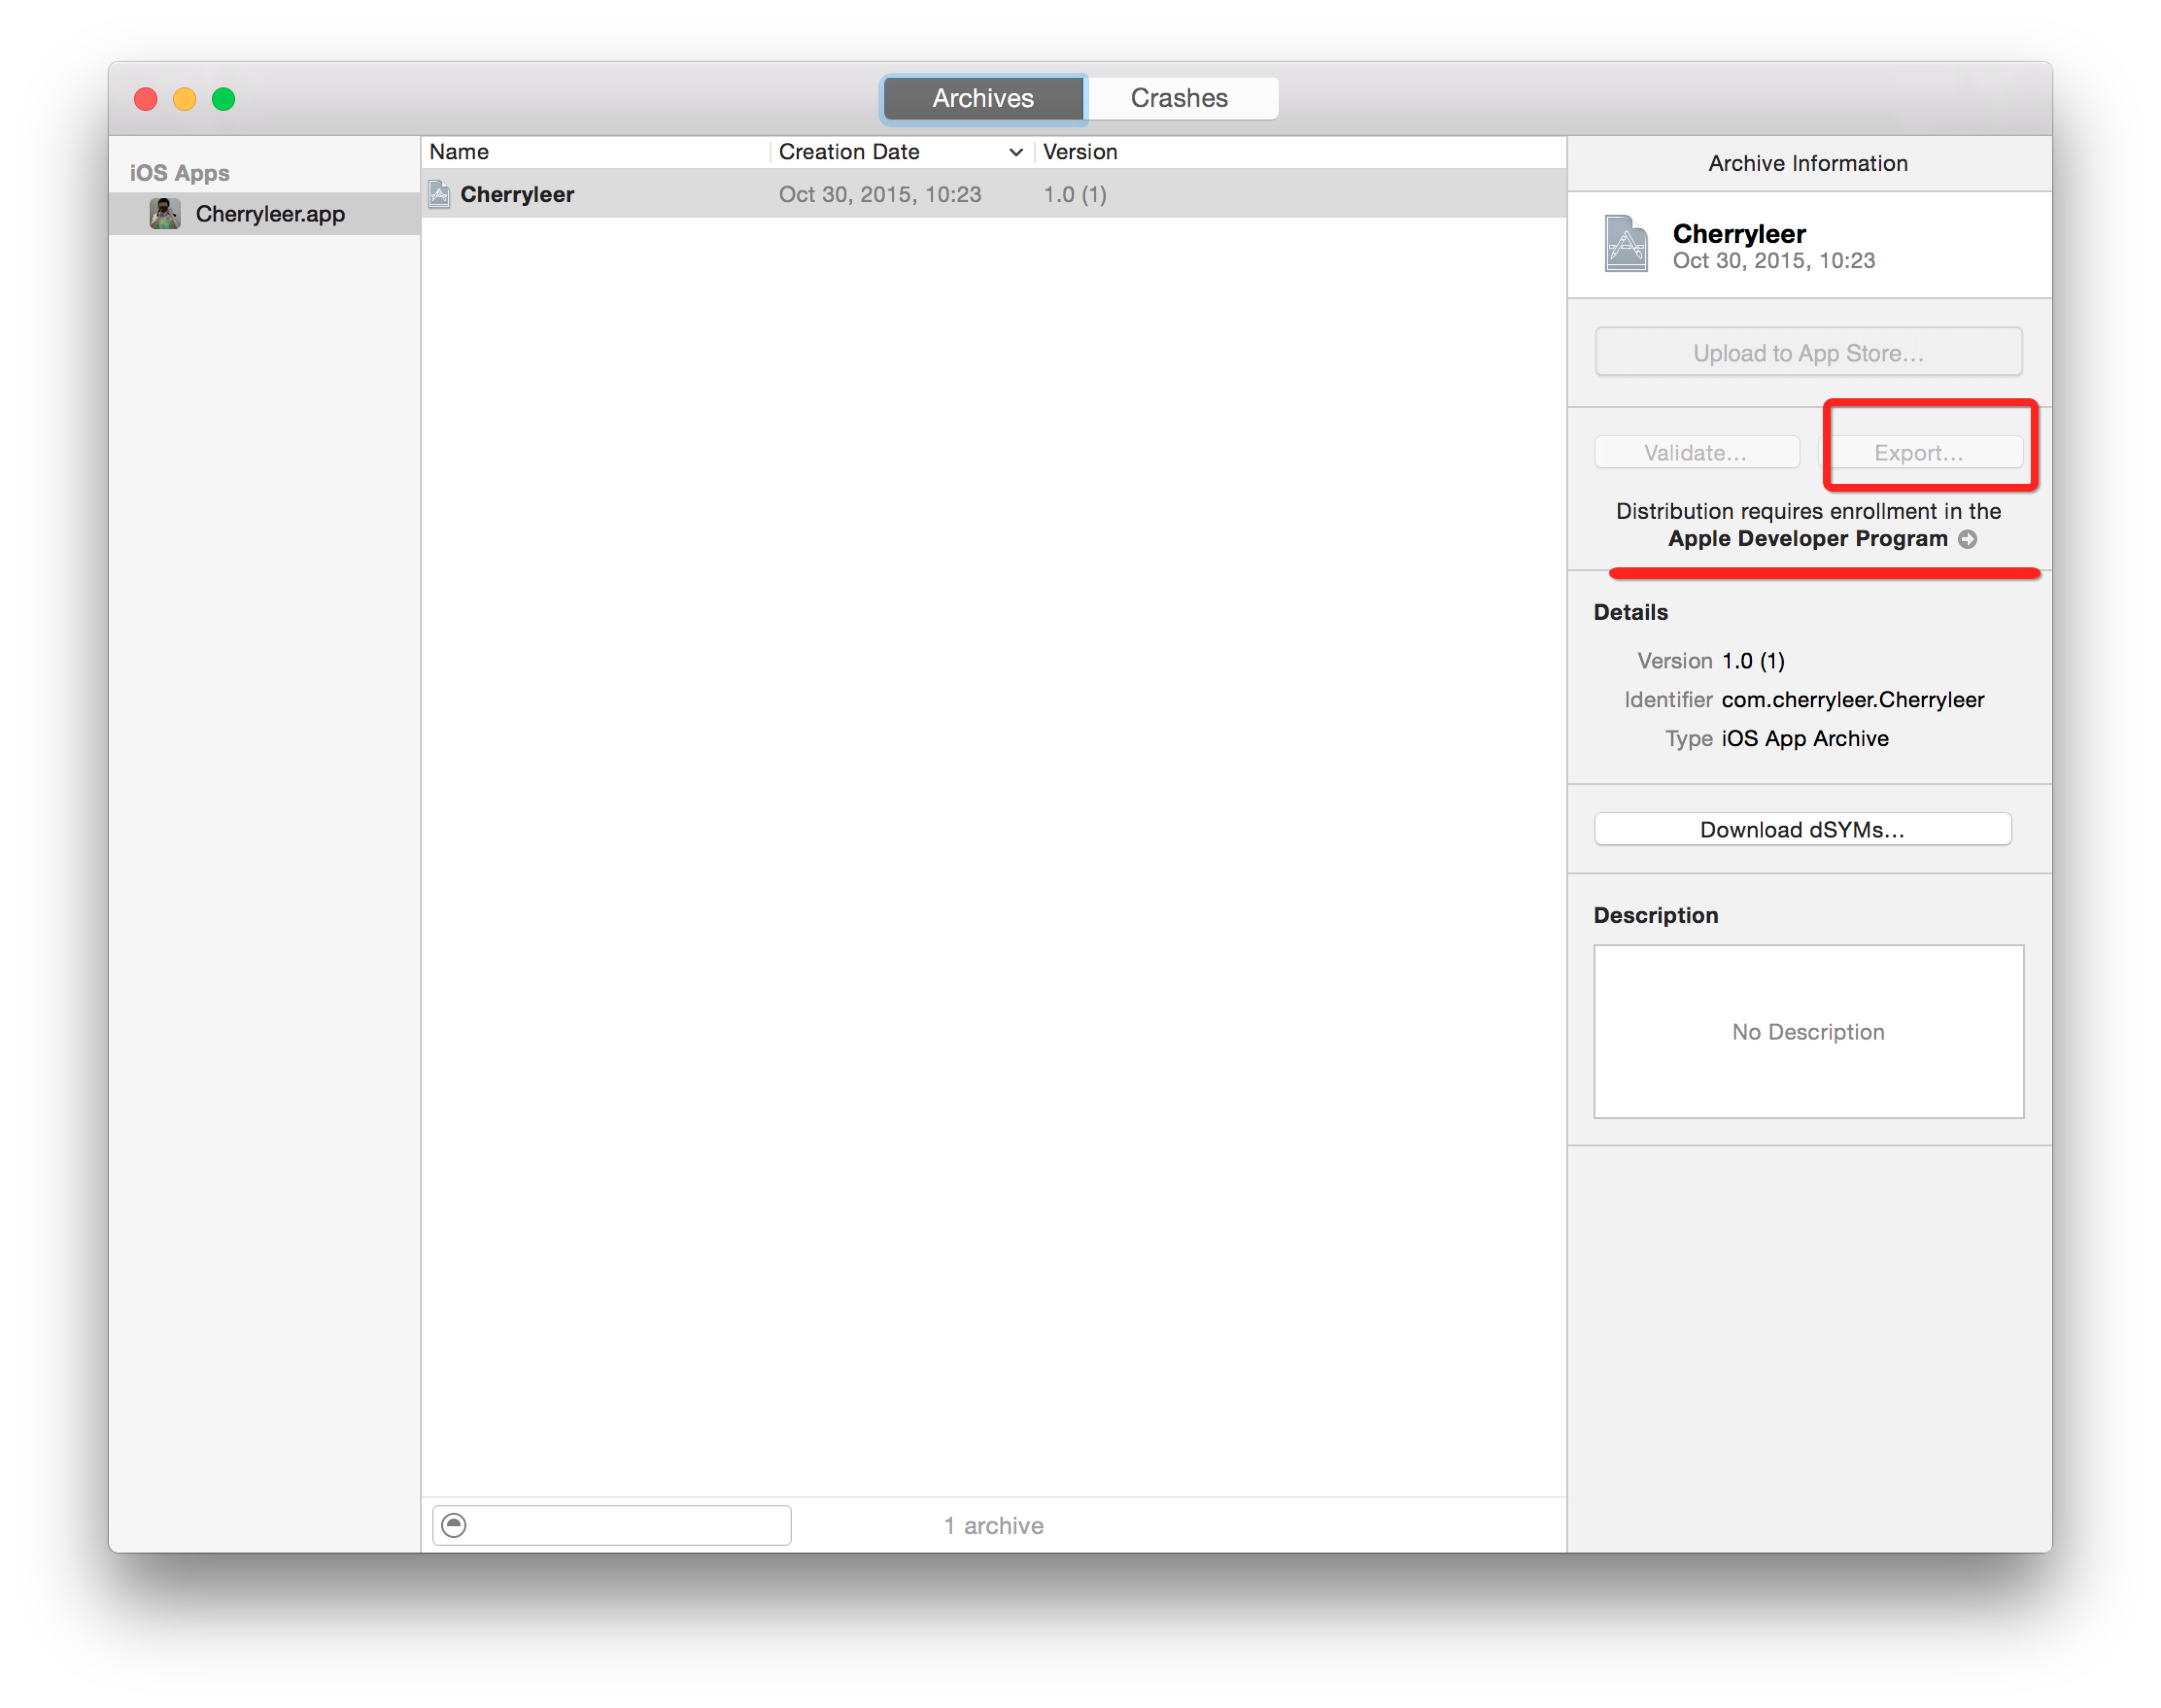 Archives
Crashes
iOS Apps
Cherryleer.app
Name
Creation Date
Version
Cherryleer
Oct 30, 2015, 10:23
1.0 (1)
1 archive
Archive Information
Cherryleer
Oct 30, 2015, 10:23
Upload to App Store...
Validate...
Export...
Distribution requires enrollment in the
Apple Developer Program
Details
Version 1.0 (1)
Identifier com.cherryleer.Cherryleer
Type iOS App Archive
Download dSYMs...
Description
No Description